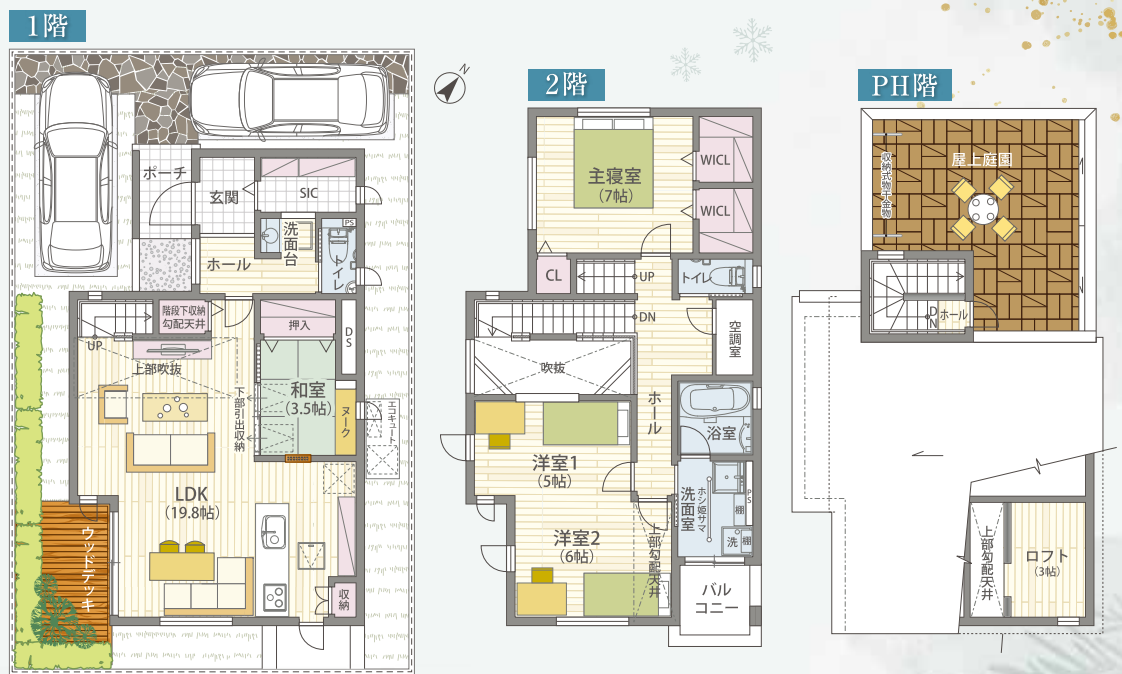 1階
N
ポーチ
玄関
SIC
洗面台
PS
トイレ
ホール
階段下収納
勾配天井
押入
DS
UP
上部吹抜
和室
(3.5帖)
下部引出収納
ヌーク
エコキュート
LDK
(19.8帖)
ウッドデッキ
収納
2階
主寝室
(7帖)
WICL
WICL
CL
UP
トイレ
DN
空調室
吹抜
ホール
浴室
洋室1
(5帖)
洗面室
ホシ姫サマ
PS
棚
洗
棚
洋室2
(6帖)
上部勾配天井
バル
コニー
PH階
屋上庭園
収納式物干金物
DN
ホール
上部勾配天井
ロフト
(3帖)